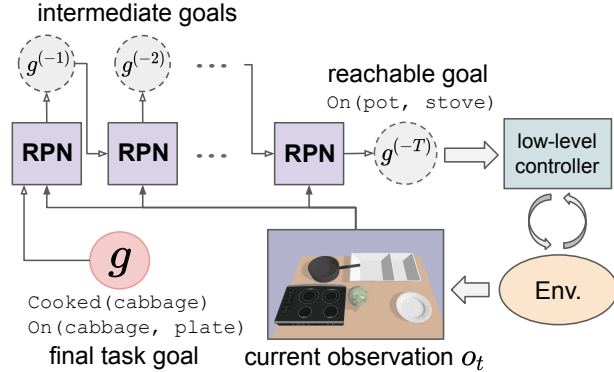 intermediate goals
g^(-1)
g^(-2)
...
reachable goal
On(pot, stove)
RPN
RPN
...
RPN
g^(-T)
low-level
controller
g
Cooked(cabbage)
On(cabbage, plate)
final task goal
current observation o_t
Env.